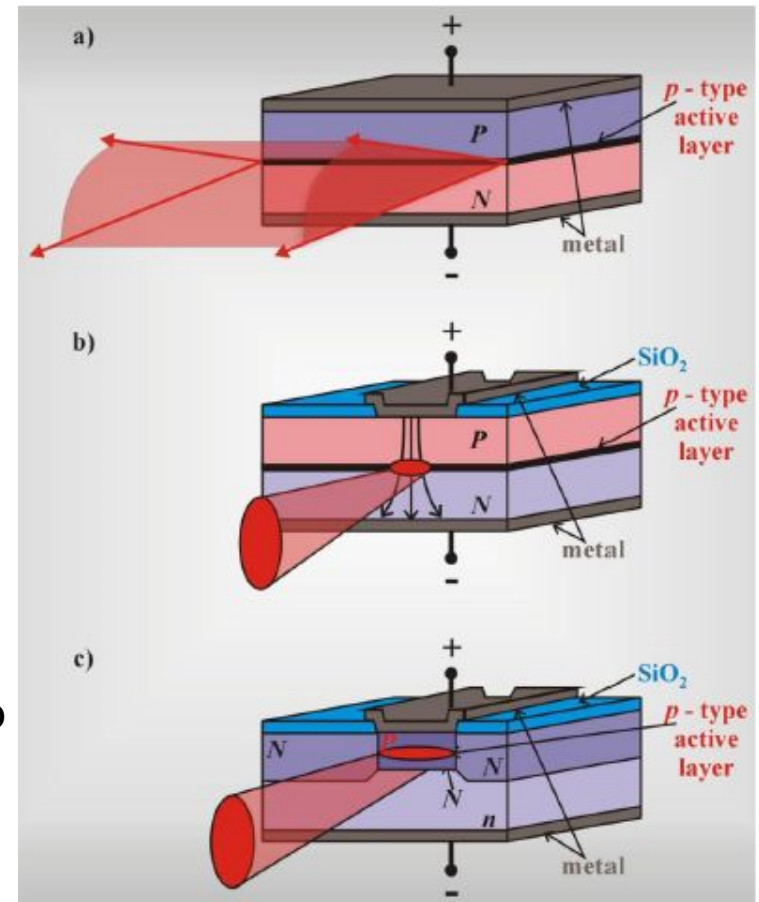 a)
+
p - type
active
layer
P
N
metal
-
b)
+
SiO₂
p - type
active
layer
P
N
metal
-
c)
+
SiO₂
p - type
active
layer
N
P
N
N
n
metal
-